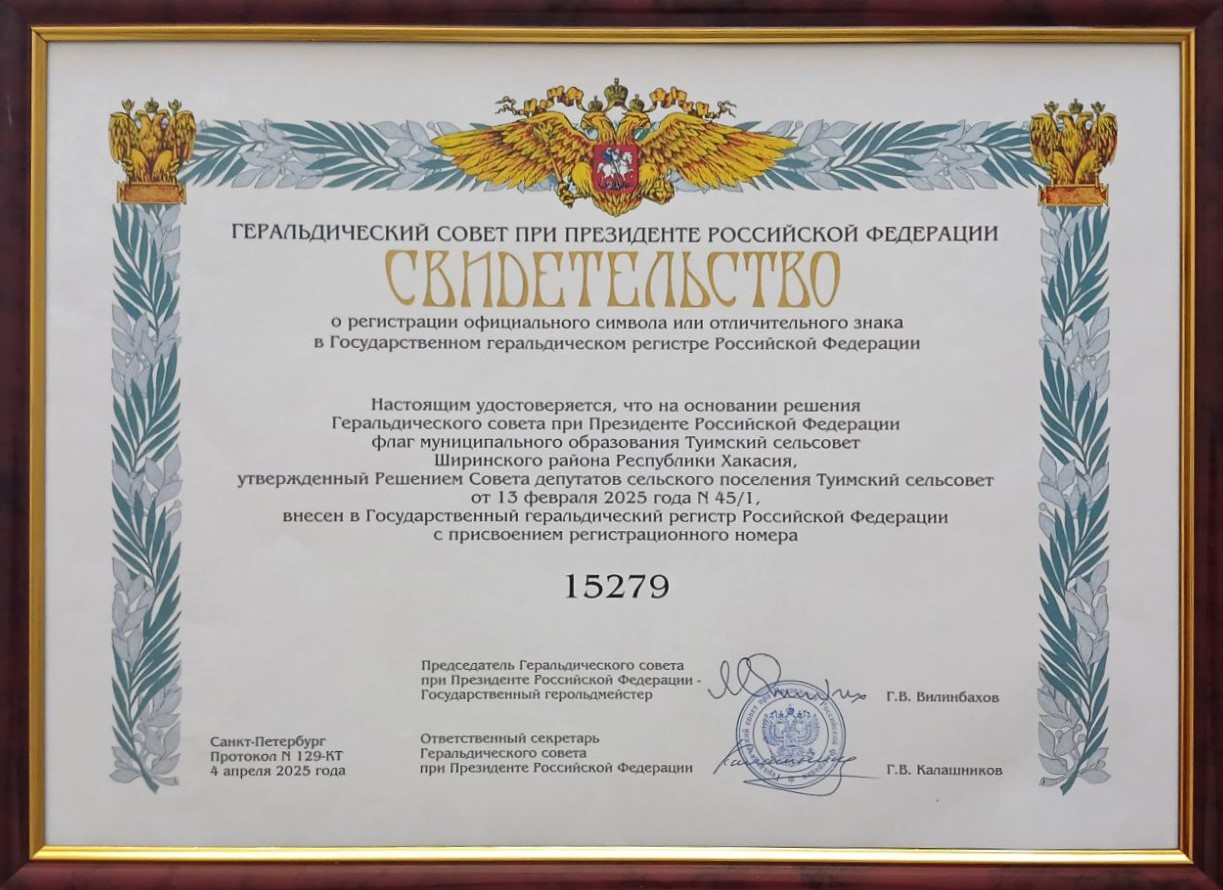 ГЕРАЛЬДИЧЕСКИЙ СОВЕТ ПРИ ПРЕЗИДЕНТЕ РОССИЙСКОЙ ФЕДЕРАЦИИ
СВИДЕТЕЛЬСТВО
о регистрации официального символа или отличительного знака
в Государственном геральдическом регистре Российской Федерации
Настоящим удостоверяется, что на основании решения
Геральдического совета при Президенте Российской Федерации
флаг муниципального образования Туимский сельсовет
Ширинского района Республики Хакасия,
утвержденный Решением Совета депутатов сельского поселения Туимский сельсовет
от 13 февраля 2025 года N 45/1,
внесен в Государственный геральдический регистр Российской Федерации
с присвоением регистрационного номера
15279
Председатель Геральдического совета
при Президенте Российской Федерации -
Государственный герольдмейстер
Г.В. Вилинбахов
Санкт-Петербург
Протокол N 129-КТ
4 апреля 2025 года
Ответственный секретарь
Геральдического совета
при Президенте Российской Федерации
Г.В. Калашников